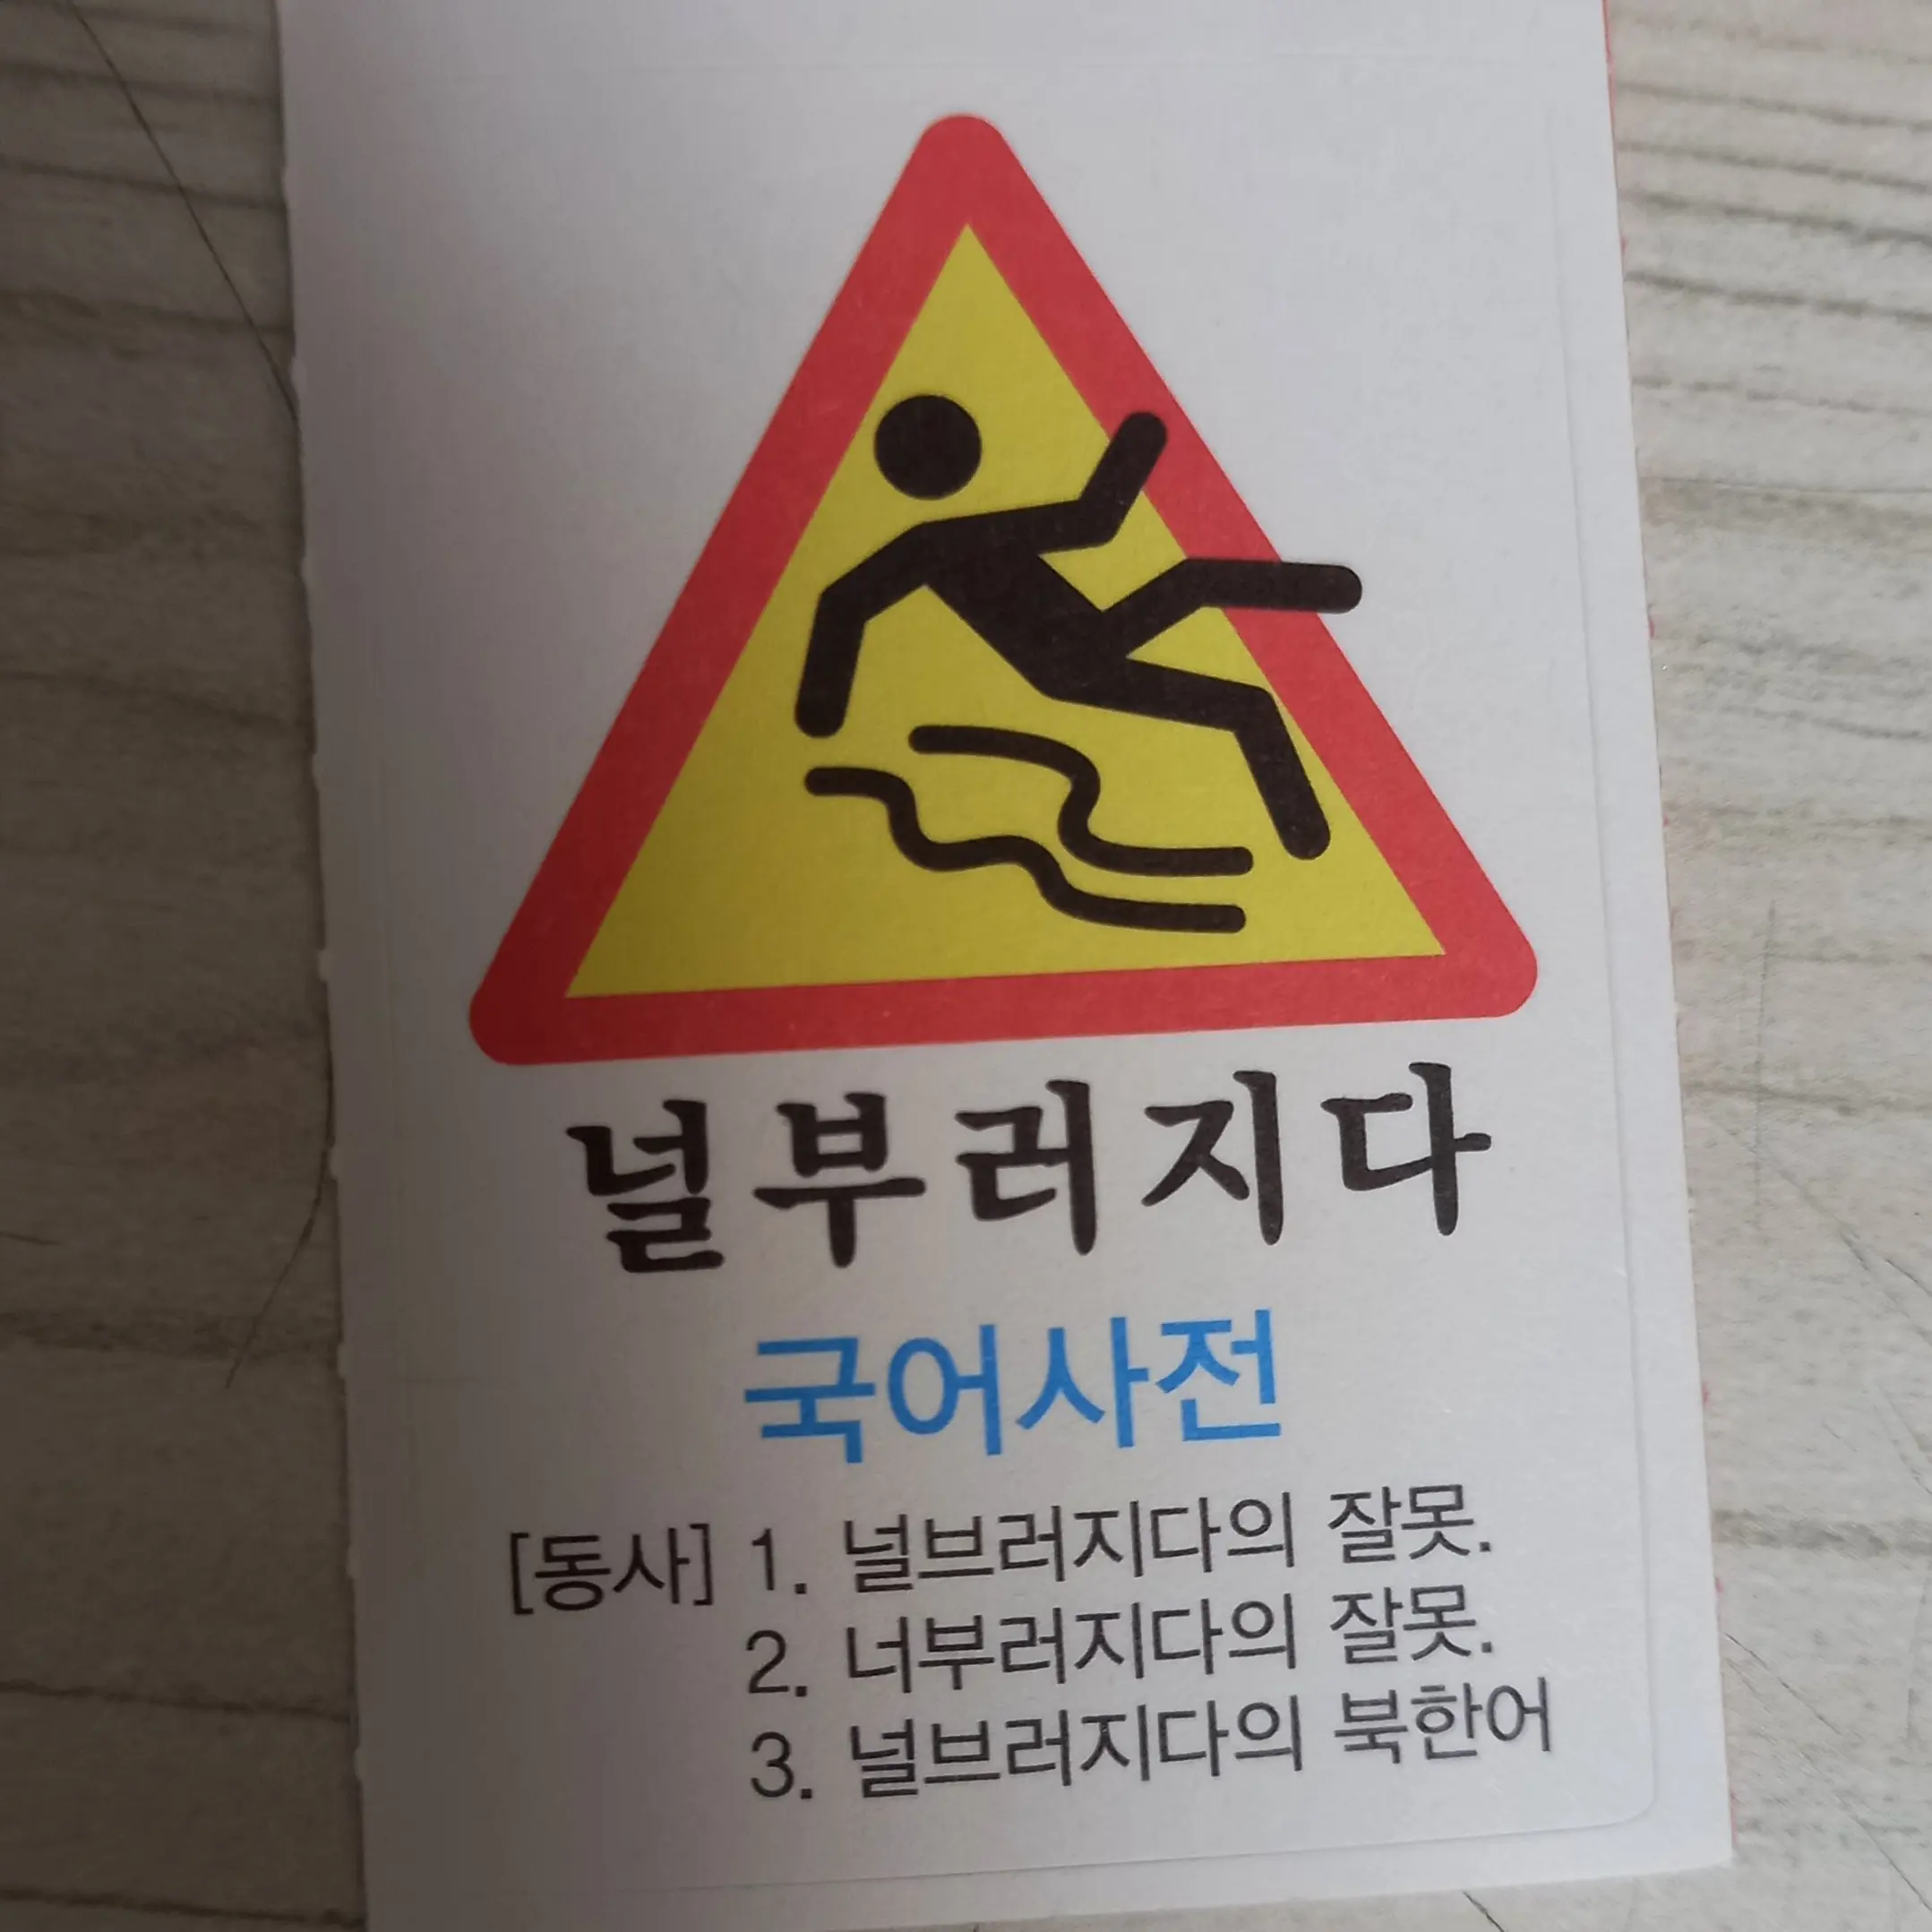 널부러지다
국어사전
[동사] 1. 널브러지다의 잘못.
2. 너부러지다의 잘못.
3. 널브러지다의 북한어